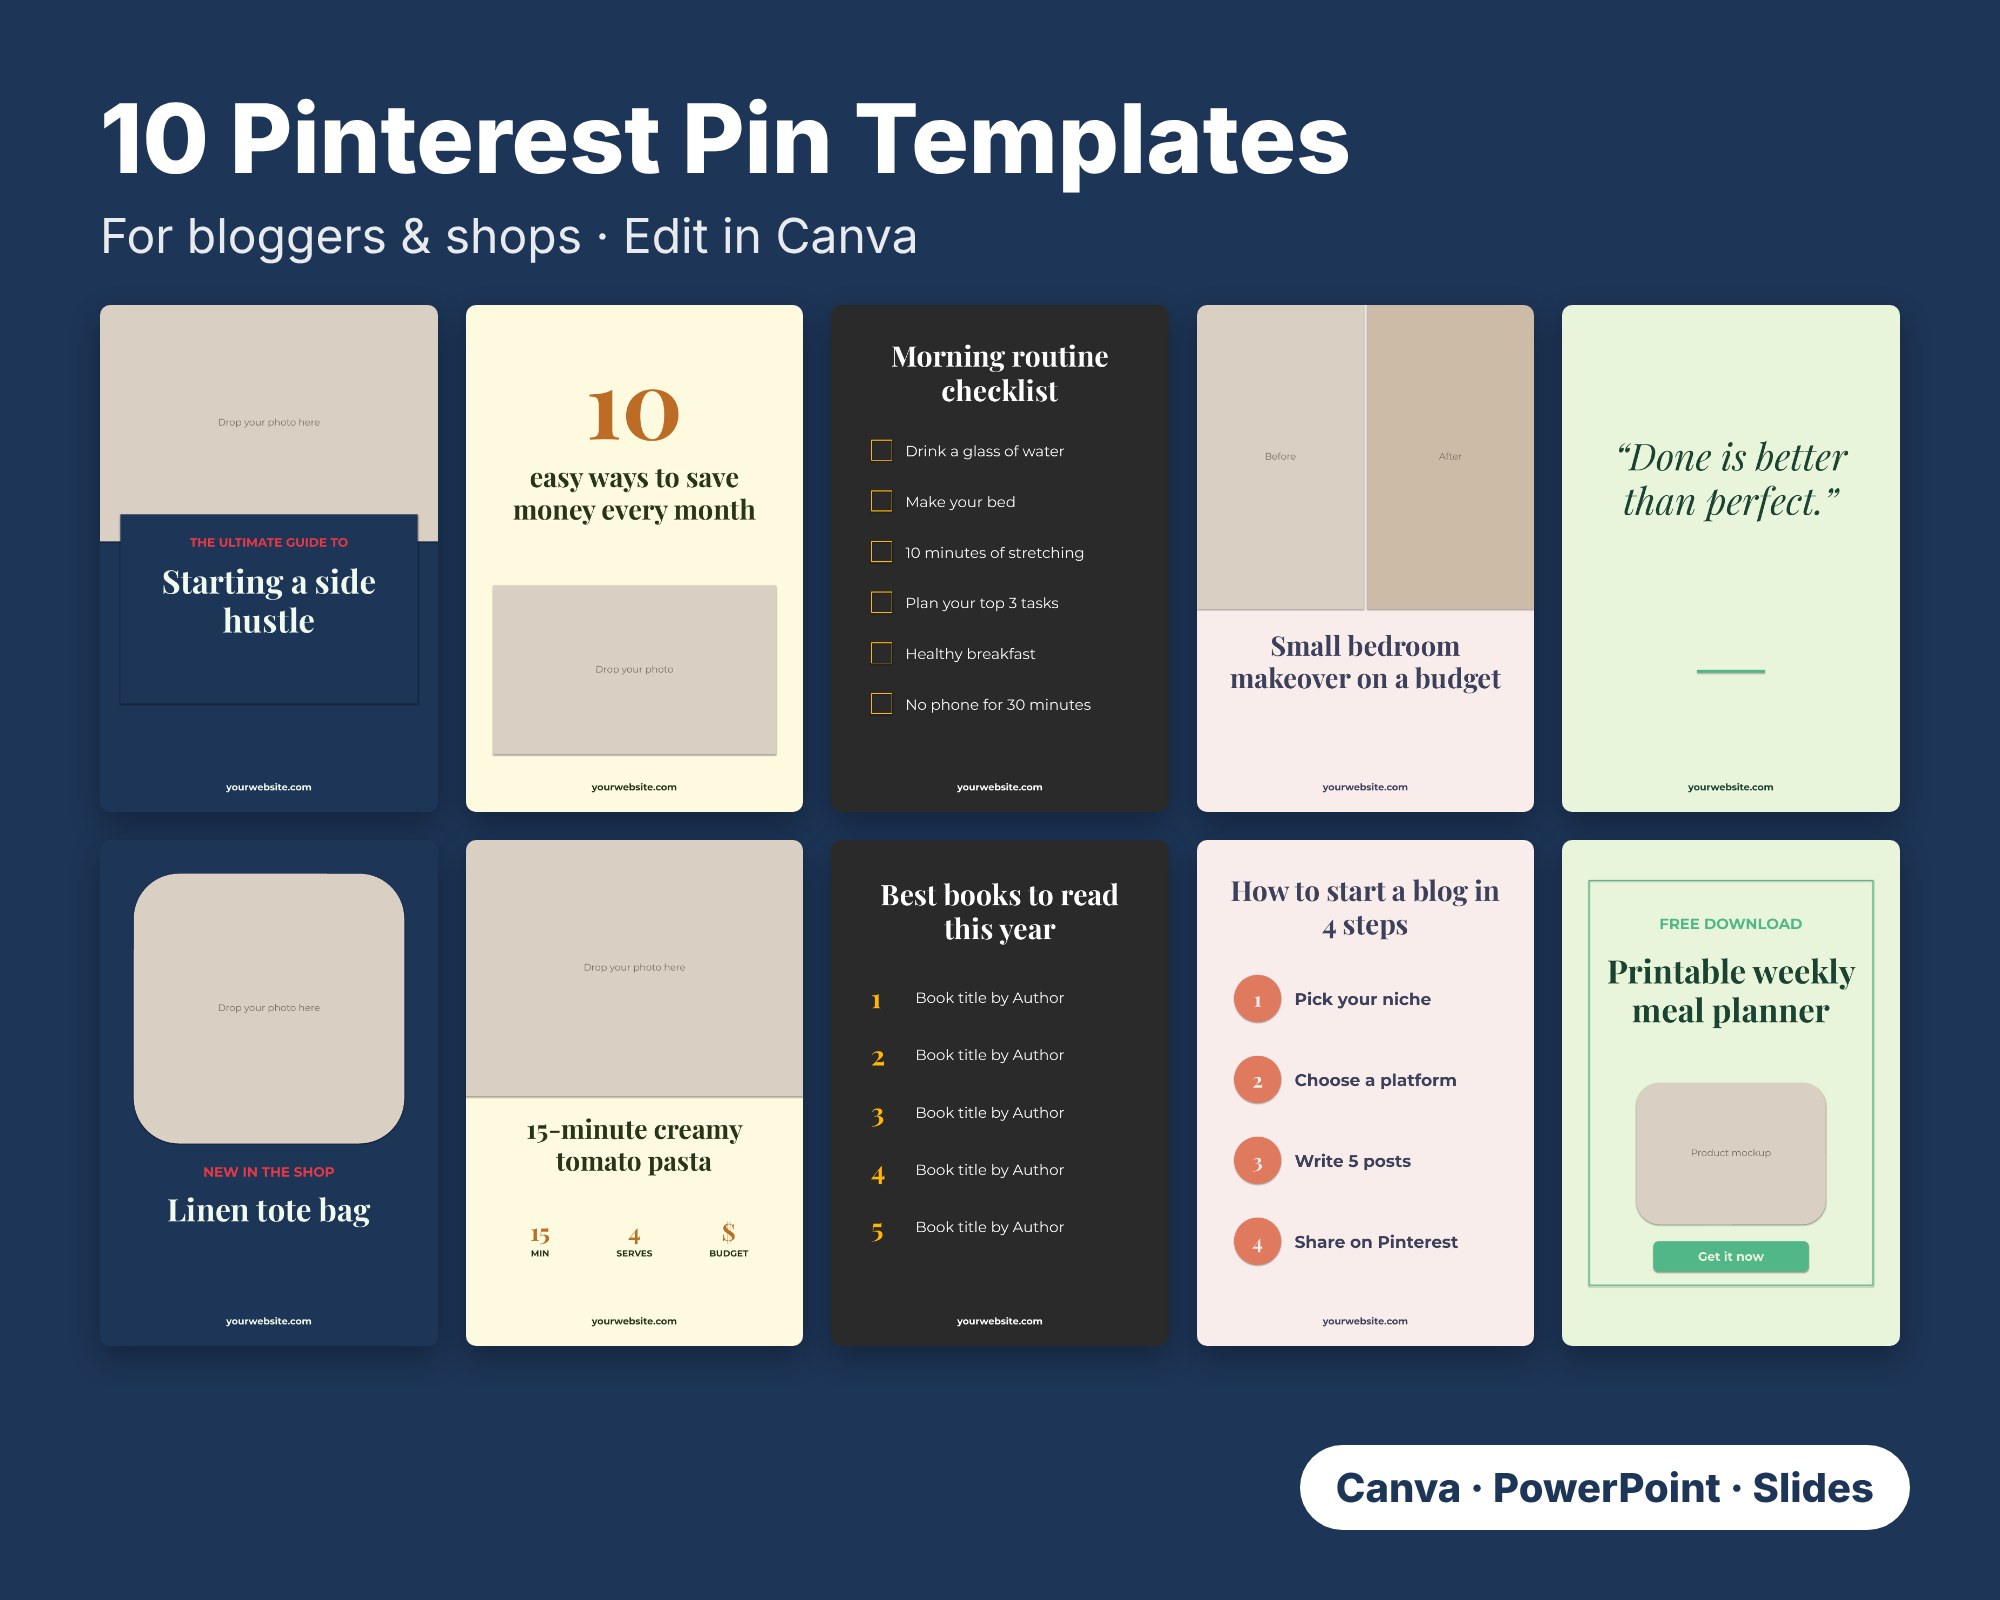 10 Pinterest Pin Templates
For bloggers & shops · Edit in Canva
Drop your photo here
THE ULTIMATE GUIDE TO
Starting a side
hustle
yourwebsite.com
10
easy ways to save
money every month
Drop your photo
yourwebsite.com
Morning routine
checklist
Drink a glass of water
Make your bed
10 minutes of stretching
Plan your top 3 tasks
Healthy breakfast
No phone for 30 minutes
yourwebsite.com
Before
After
Small bedroom
makeover on a budget
yourwebsite.com
“Done is better
than perfect.”
yourwebsite.com
Drop your photo here
NEW IN THE SHOP
Linen tote bag
yourwebsite.com
Drop your photo here
15-minute creamy
tomato pasta
15 4 $
MIN SERVES BUDGET
yourwebsite.com
Best books to read
this year
1 Book title by Author
2 Book title by Author
3 Book title by Author
4 Book title by Author
5 Book title by Author
yourwebsite.com
How to start a blog in
4 steps
1 Pick your niche
2 Choose a platform
3 Write 5 posts
4 Share on Pinterest
yourwebsite.com
FREE DOWNLOAD
Printable weekly
meal planner
Product mockup
Get it now
Canva · PowerPoint · Slides